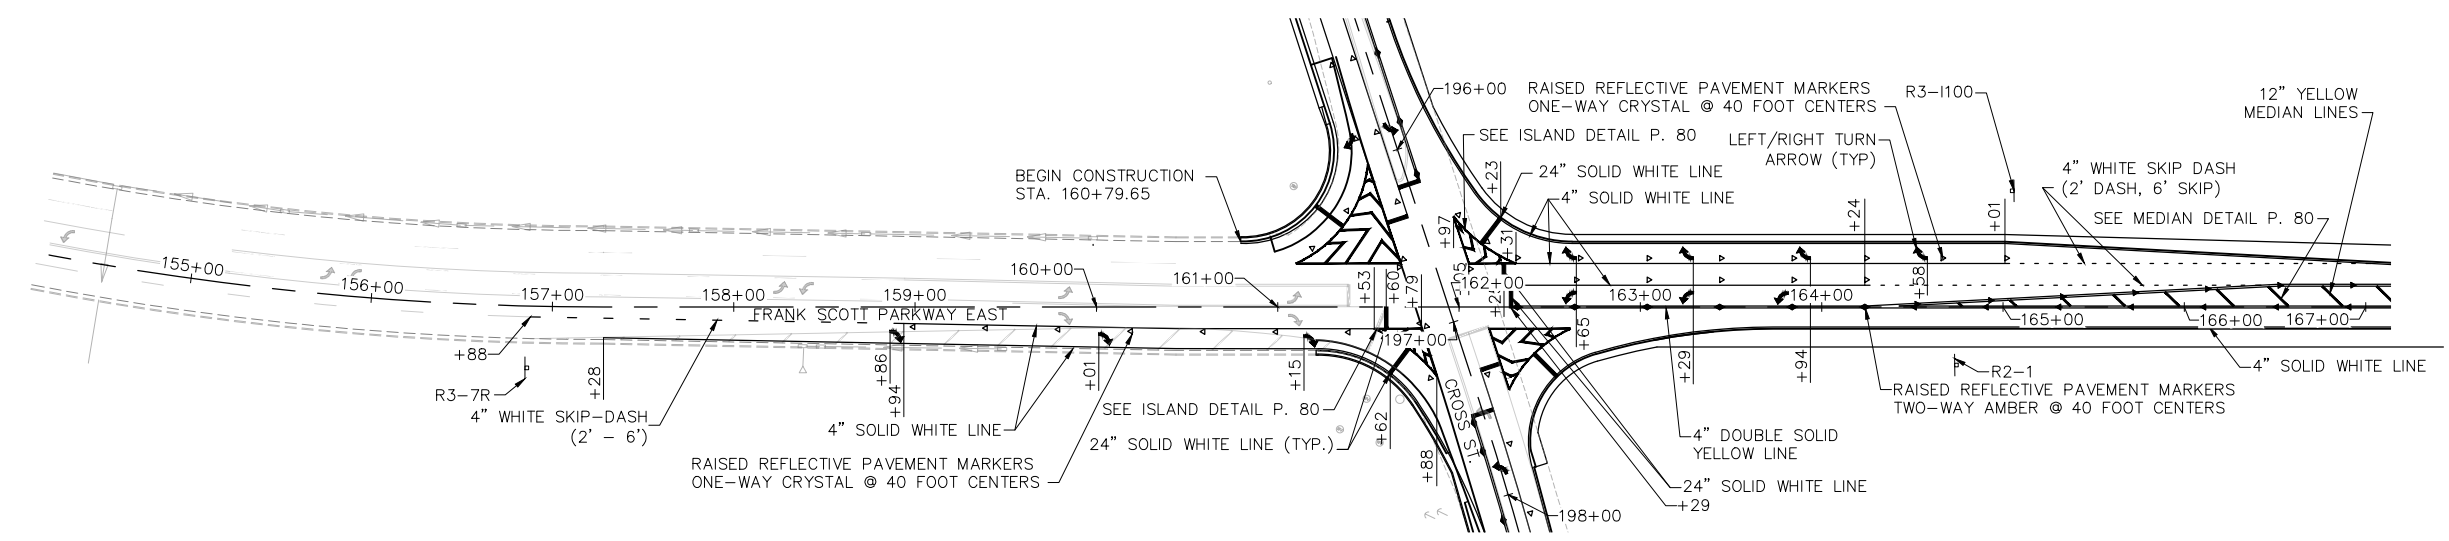 196+00
RAISED REFLECTIVE PAVEMENT MARKERS
ONE-WAY CRYSTAL @ 40 FOOT CENTERS
R3-I100
12" YELLOW
MEDIAN LINES
SEE ISLAND DETAIL P. 80
LEFT/RIGHT TURN
ARROW (TYP)
BEGIN CONSTRUCTION
STA. 160+79.65
+23
24" SOLID WHITE LINE
4" SOLID WHITE LINE
4" WHITE SKIP DASH
(2' DASH, 6' SKIP)
+24
+01
SEE MEDIAN DETAIL P. 80
+97
+31
155+00
156+00
157+00
158+00
159+00
160+00
161+00
+53
+60
+79
162+00
163+00
164+00
+58
165+00
166+00
167+00
FRANK SCOTT PARKWAY EAST
197+00
+65
+88
+28
+86
+94
+01
+15
+29
+94
R3-7R
4" WHITE SKIP-DASH
(2' - 6')
4" SOLID WHITE LINE
SEE ISLAND DETAIL P. 80
24" SOLID WHITE LINE (TYP.)
+62
+88
CROSS ST.
R2-1
4" SOLID WHITE LINE
RAISED REFLECTIVE PAVEMENT MARKERS
TWO-WAY AMBER @ 40 FOOT CENTERS
4" DOUBLE SOLID
YELLOW LINE
RAISED REFLECTIVE PAVEMENT MARKERS
ONE-WAY CRYSTAL @ 40 FOOT CENTERS
24" SOLID WHITE LINE
+29
198+00